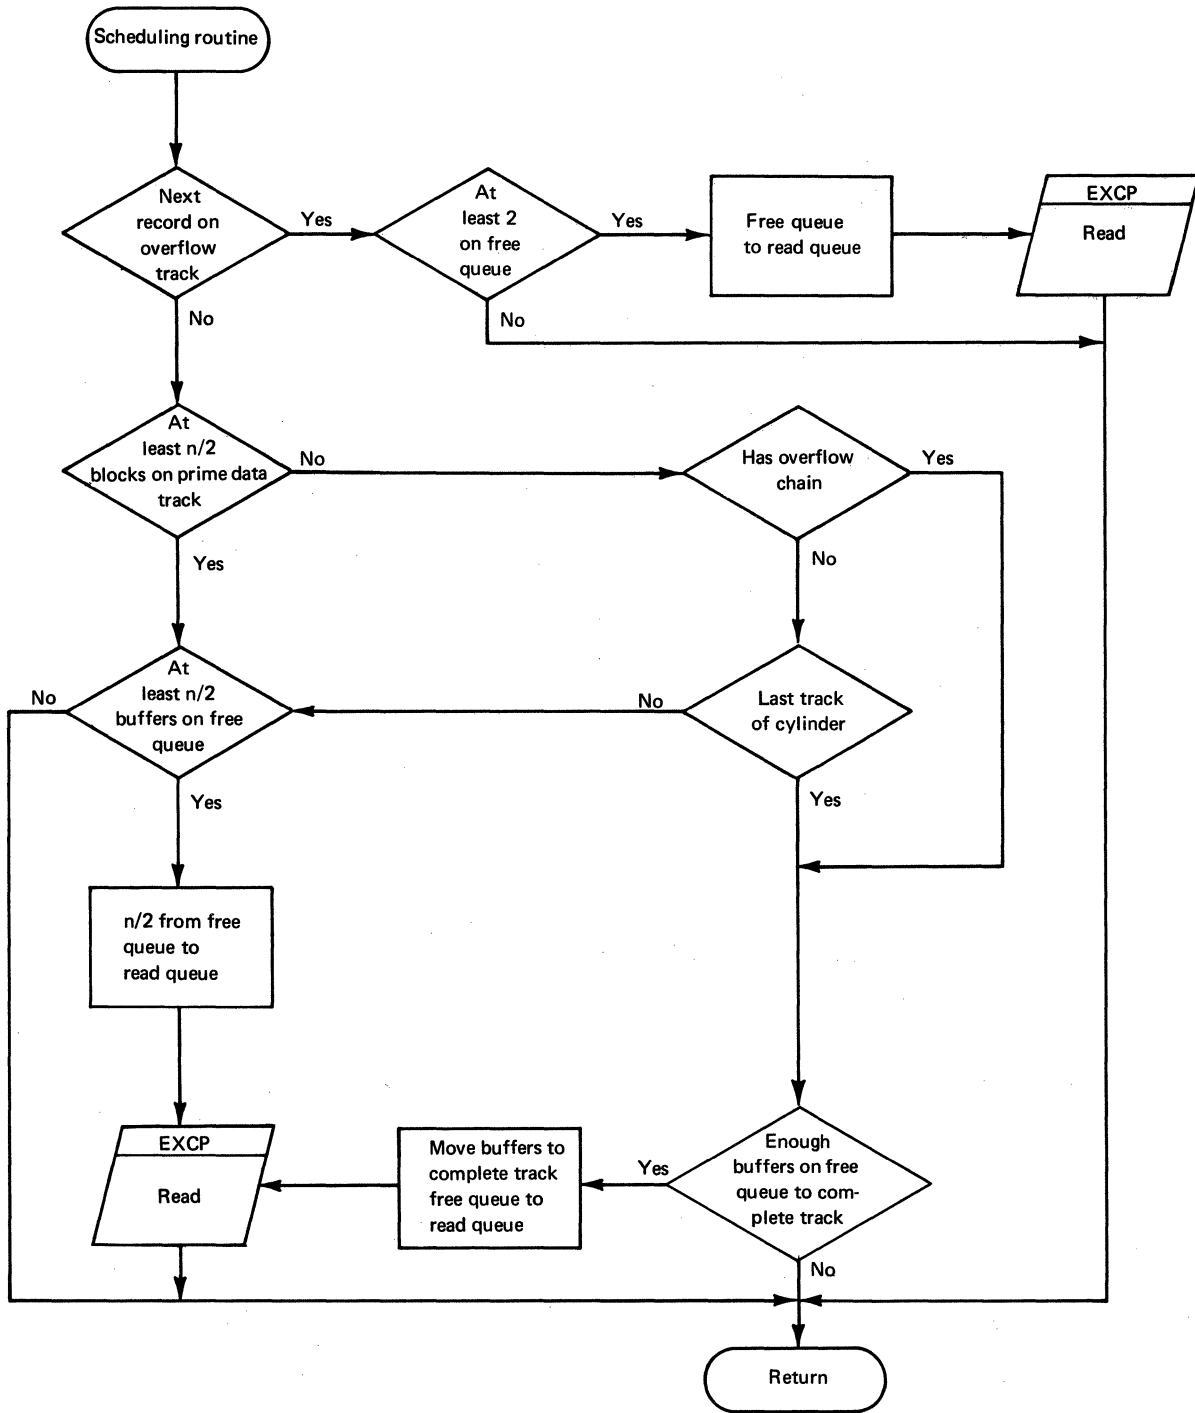 Scheduling routine
Next
record on
overflow
track
Yes
At
least 2
on free
queue
Yes
Free queue
to read queue
EXCP
Read
No
No
At
least n/2
blocks on prime data
track
No
Has overflow
chain
Yes
Yes
No
At
least n/2
buffers on free
queue
No
No
Last track
of cylinder
Yes
Yes
n/2 from free
queue to
read queue
EXCP
Read
Move buffers to
complete track
free queue to
read queue
Yes
Enough
buffers on free
queue to com-
plete track
No
Return